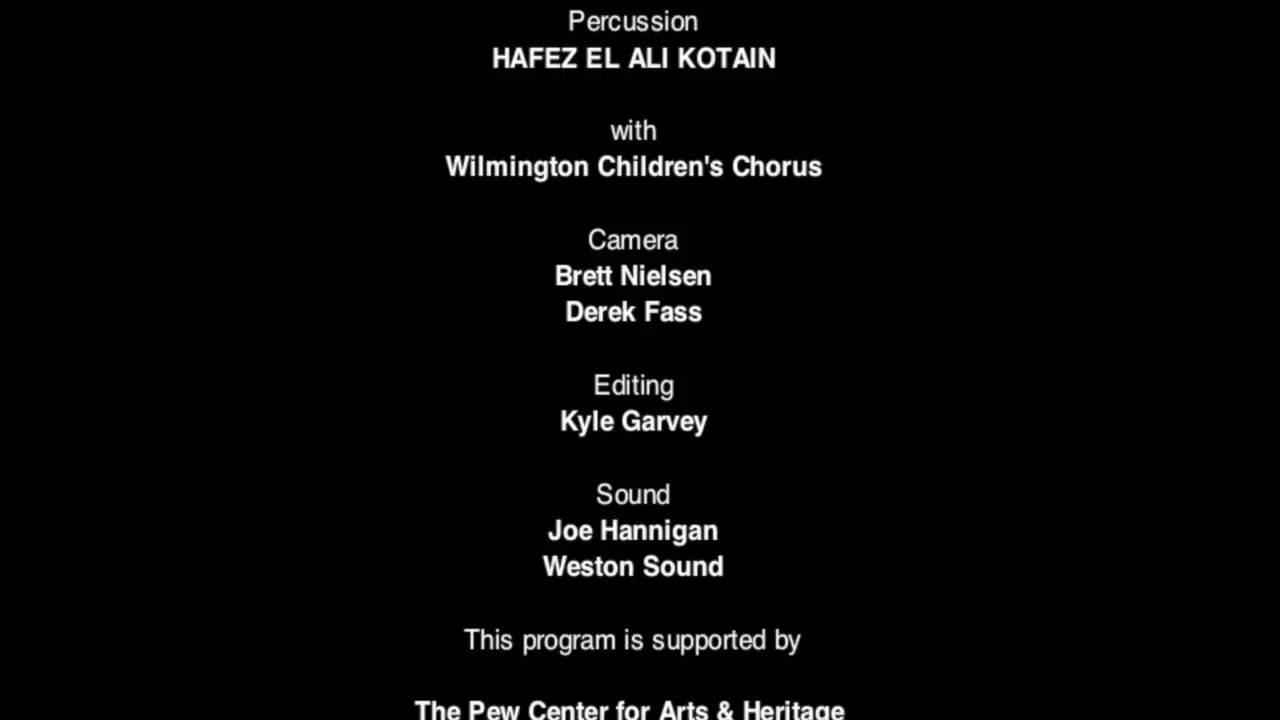 Percussion
HAFEZ EL ALI KOTAIN
with
Wilmington Children's Chorus
Camera
Brett Nielsen
Derek Fass
Editing
Kyle Garvey
Sound
Joe Hannigan
Weston Sound
This program is supported by
The Pew Center for Arts & Heritage